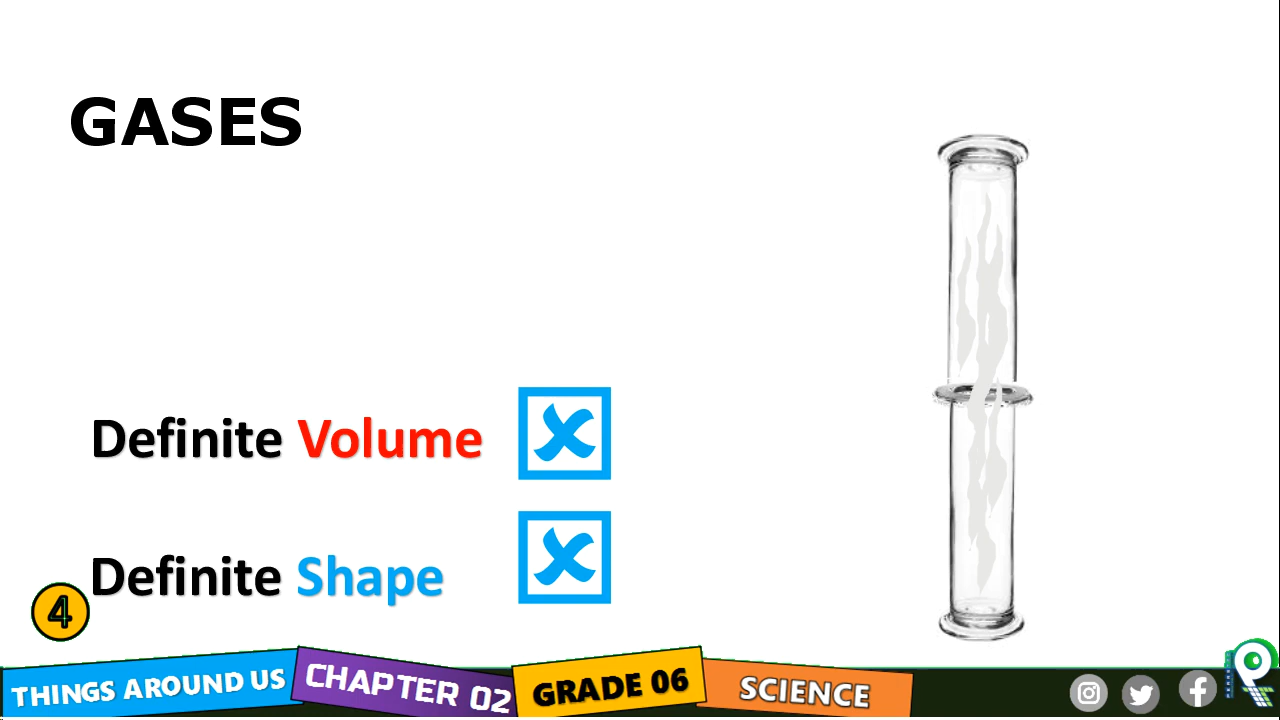 GASES
Definite Volume
Definite Shape
4
THINGS AROUND US
CHAPTER 02
GRADE 06
SCIENCE